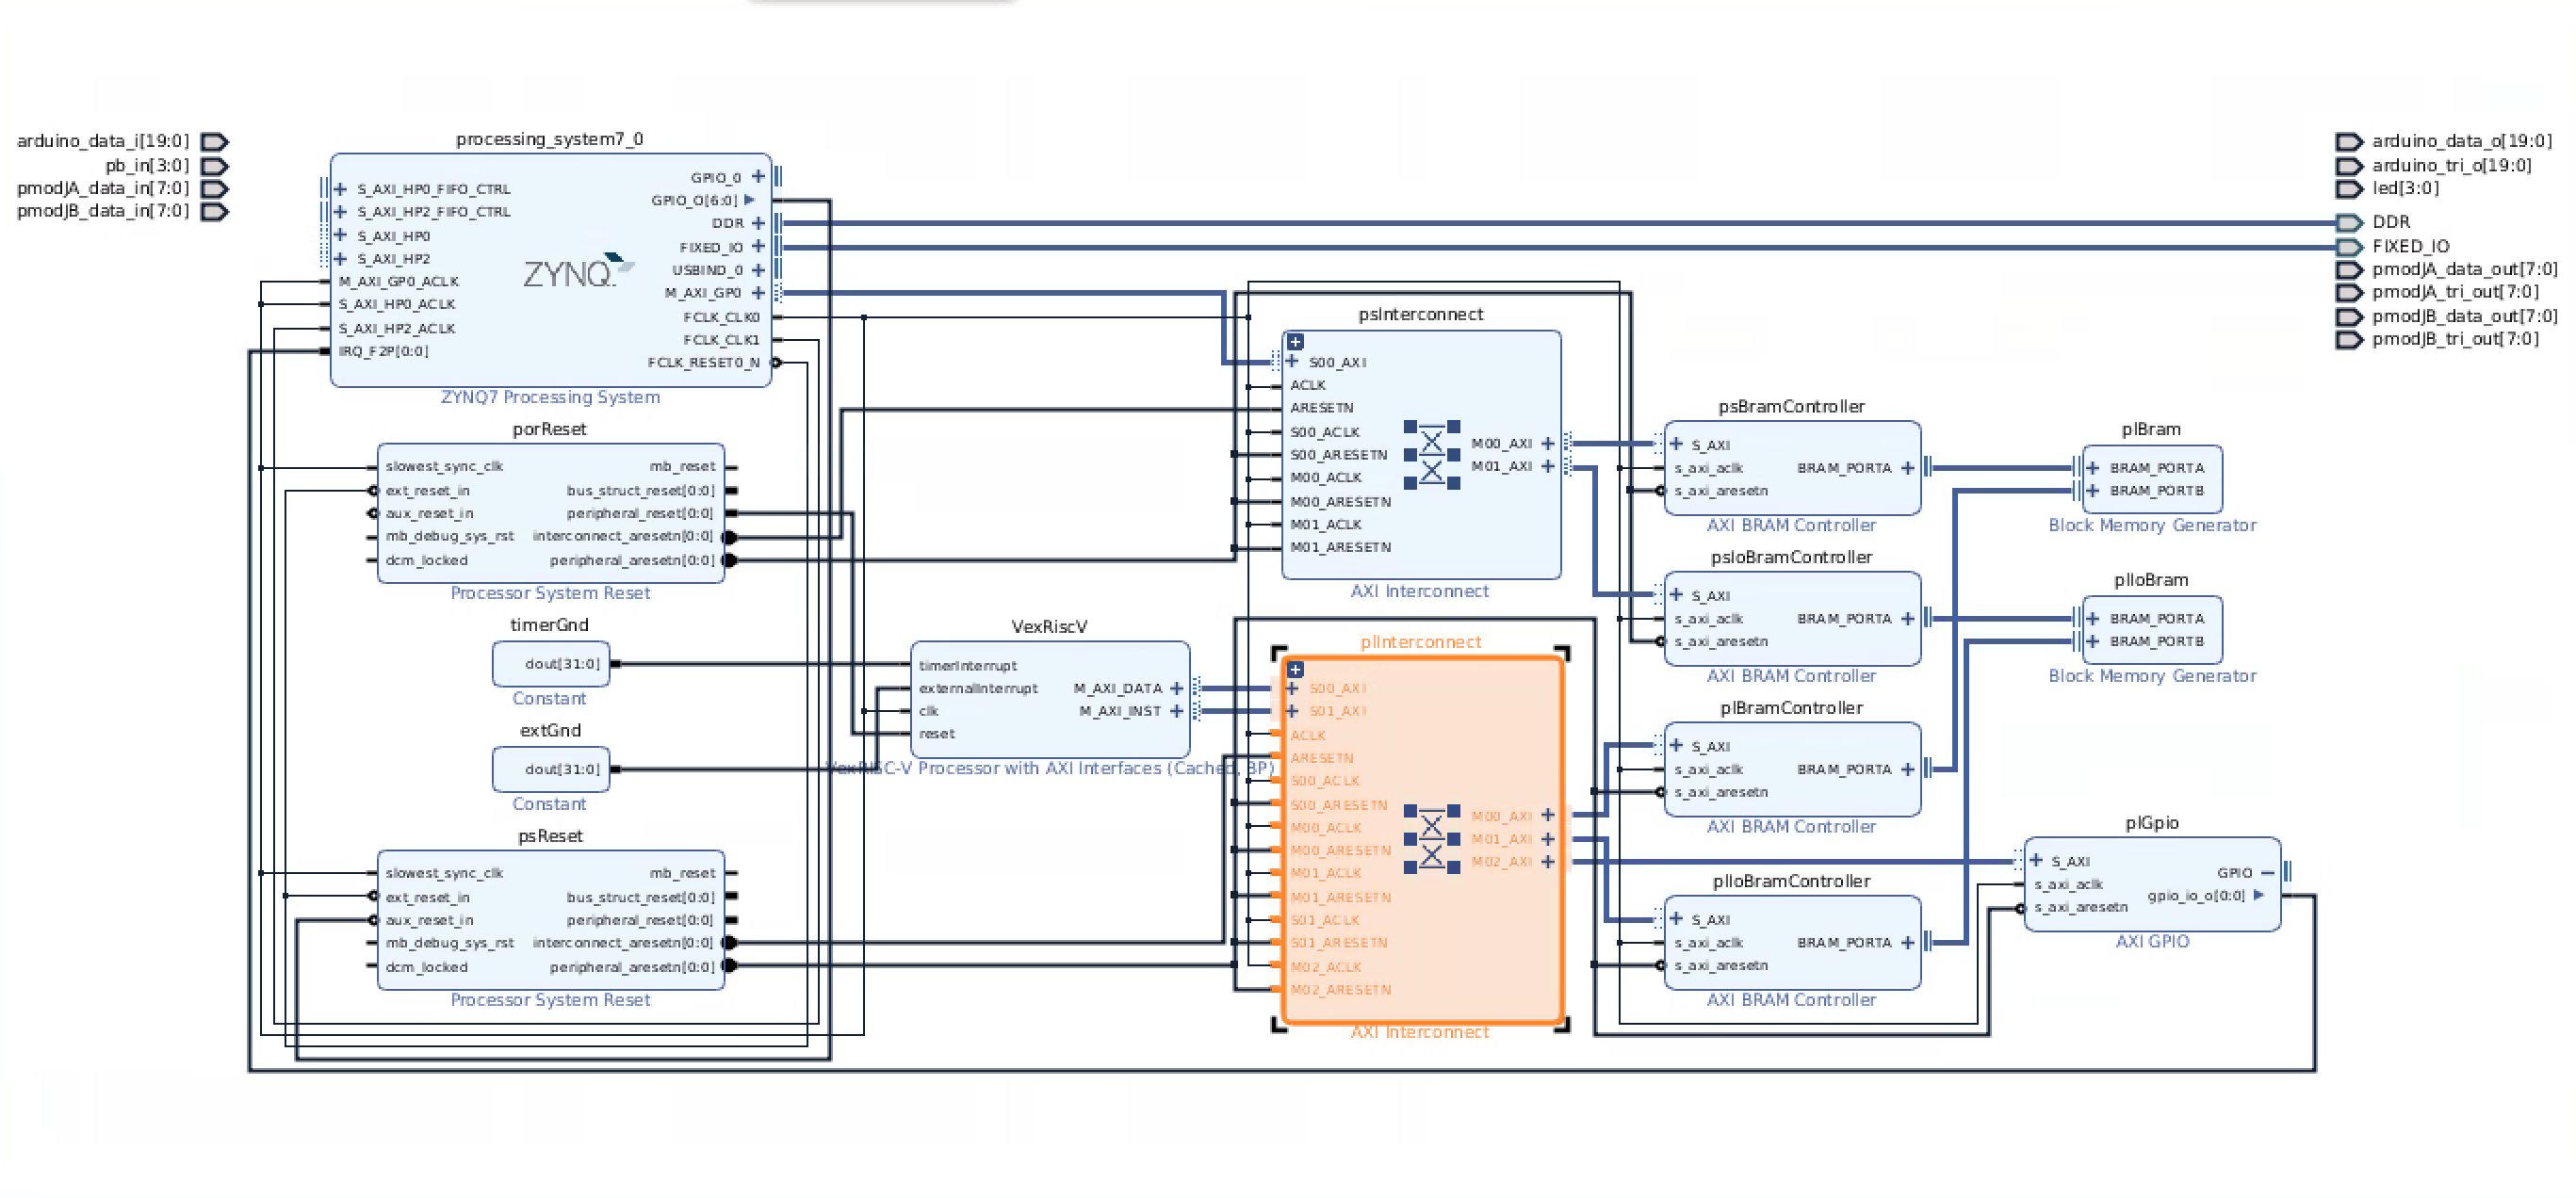 arduino_data_i[19:0]
pb_in[3:0]
pmodJA_data_in[7:0]
pmodJB_data_in[7:0]
processing_system7_0
S_AXI_HP0_FIFO_CTRL
S_AXI_HP2_FIFO_CTRL
S_AXI_HP0
S_AXI_HP2
M_AXI_GP0_ACLK
S_AXI_HP0_ACLK
S_AXI_HP2_ACLK
IRQ_F2P[0:0]
ZYNQ
GPIO_0
GPIO_O[6:0]
DDR
FIXED_IO
USBIND_0
M_AXI_GP0
FCLK_CLK0
FCLK_CLK1
FCLK_RESET0_N
ZYNQ7 Processing System
porReset
slowest_sync_clk
ext_reset_in
aux_reset_in
mb_debug_sys_rst
dcm_locked
mb_reset
bus_struct_reset[0:0]
peripheral_reset[0:0]
interconnect_aresetn[0:0]
peripheral_aresetn[0:0]
Processor System Reset
timerGnd
dout[31:0]
Constant
extGnd
dout[31:0]
Constant
psReset
slowest_sync_clk
ext_reset_in
aux_reset_in
mb_debug_sys_rst
dcm_locked
mb_reset
bus_struct_reset[0:0]
peripheral_reset[0:0]
interconnect_aresetn[0:0]
peripheral_aresetn[0:0]
Processor System Reset
VexRiscV
timerInterrupt
externalInterrupt
clk
reset
M_AXI_DATA
M_AXI_INST
VexRISC-V Processor with AXI Interfaces (Cached, BP)
psInterconnect
S00_AXI
ACLK
ARESETN
S00_ACLK
S00_ARESETN
M00_ACLK
M00_ARESETN
M01_ACLK
M01_ARESETN
M00_AXI
M01_AXI
AXI Interconnect
plInterconnect
S00_AXI
S01_AXI
ACLK
ARESETN
S00_ACLK
S00_ARESETN
M00_ACLK
M00_ARESETN
M01_ACLK
M01_ARESETN
S01_ACLK
S01_ARESETN
M02_ACLK
M02_ARESETN
M00_AXI
M01_AXI
M02_AXI
AXI Interconnect
psBramController
S_AXI
s_axi_aclk
s_axi_aresetn
BRAM_PORTA
AXI BRAM Controller
psIoBramController
S_AXI
s_axi_aclk
s_axi_aresetn
BRAM_PORTA
AXI BRAM Controller
plBramController
S_AXI
s_axi_aclk
s_axi_aresetn
BRAM_PORTA
AXI BRAM Controller
plIoBramController
S_AXI
s_axi_aclk
s_axi_aresetn
BRAM_PORTA
AXI BRAM Controller
plBram
BRAM_PORTA
BRAM_PORTB
Block Memory Generator
plIoBram
BRAM_PORTA
BRAM_PORTB
Block Memory Generator
plGpio
S_AXI
s_axi_aclk
s_axi_aresetn
GPIO
gpio_io_o[0:0]
AXI GPIO
arduino_data_o[19:0]
arduino_tri_o[19:0]
led[3:0]
DDR
FIXED_IO
pmodJA_data_out[7:0]
pmodJA_tri_out[7:0]
pmodJB_data_out[7:0]
pmodJB_tri_out[7:0]